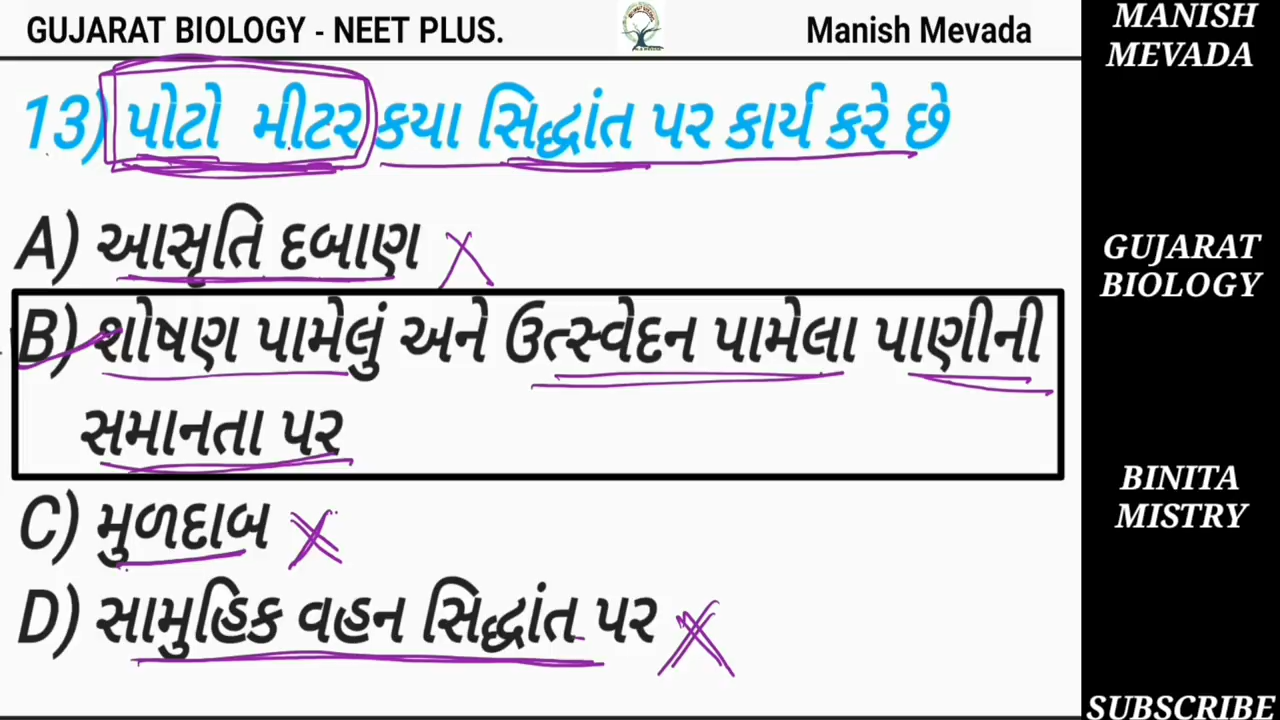 GUJARAT BIOLOGY - NEET PLUS.
Manish Mevada
13) પોટો મીટર કયા સિદ્ધાંત પર કાર્ય કરે છે
A) આસૃતિ દબાણ
B) શોષણ પામેલું અને ઉત્સ્વેદન પામેલા પાણીની
સમાનતા પર
C) મુળદાબ
D) સામુહિક વહન સિદ્ધાંત પર
MANISH
MEVADA
GUJARAT
BIOLOGY
BINITA
MISTRY
SUBSCRIBE